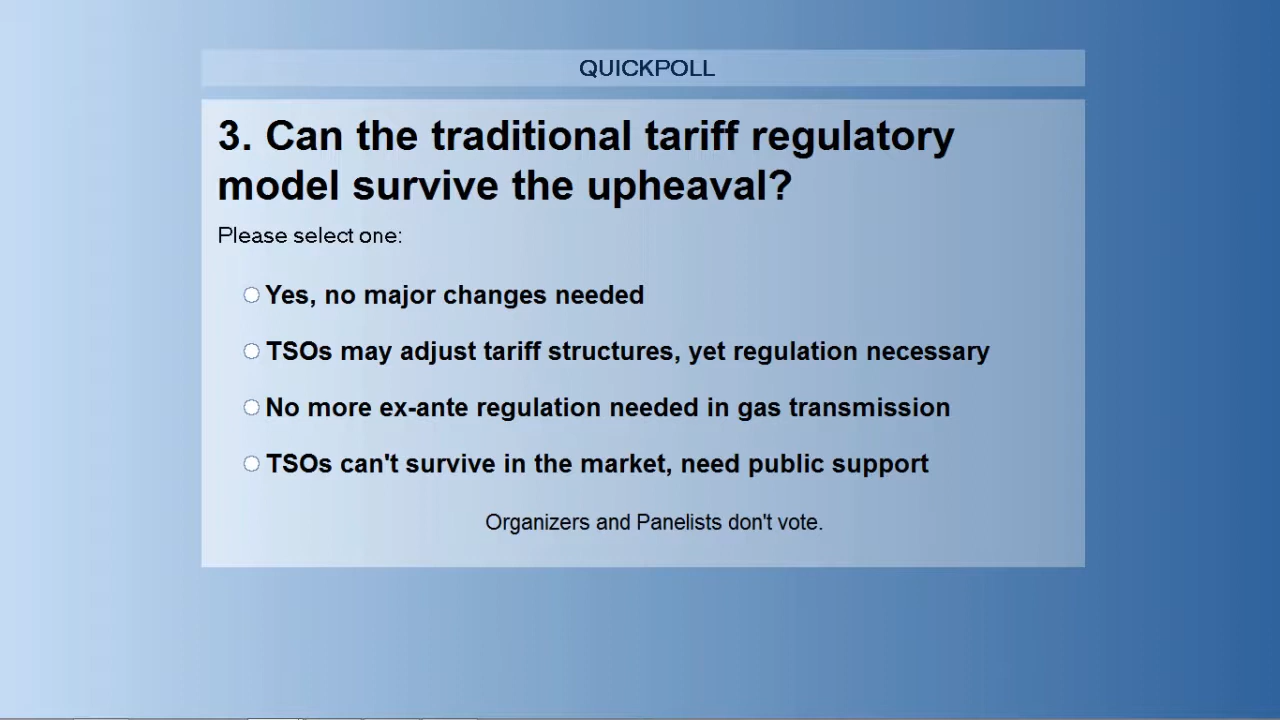 QUICKPOLL
3. Can the traditional tariff regulatory
model survive the upheaval?
Please select one:
Yes, no major changes needed
TSOs may adjust tariff structures, yet regulation necessary
No more ex-ante regulation needed in gas transmission
TSOs can't survive in the market, need public support
Organizers and Panelists don't vote.